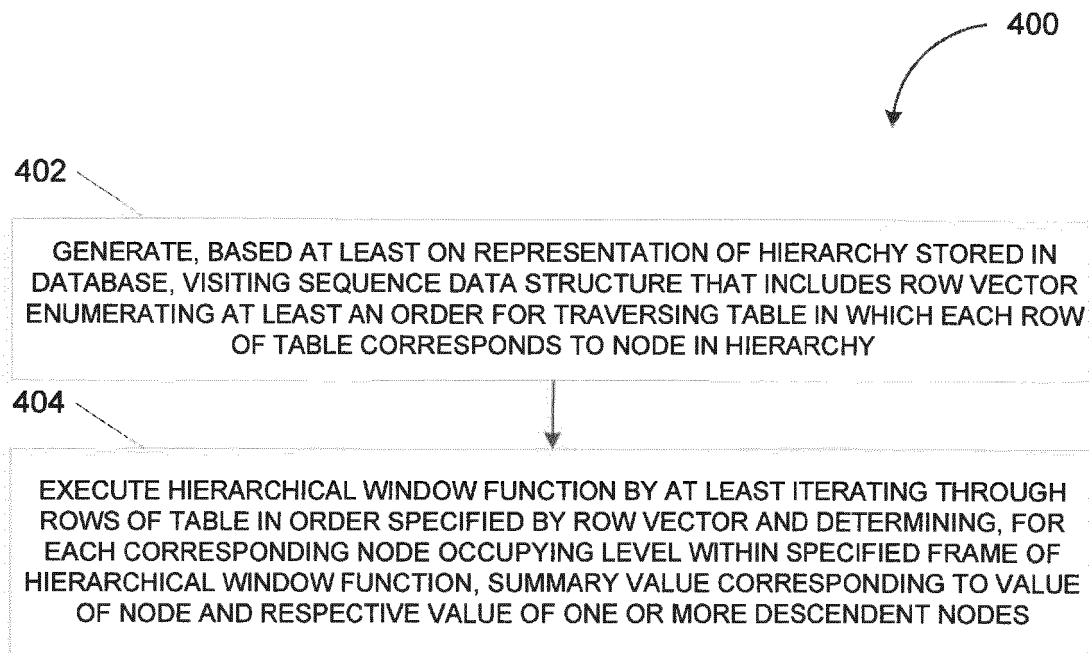 400
402
GENERATE, BASED AT LEAST ON REPRESENTATION OF HIERARCHY STORED IN
DATABASE, VISITING SEQUENCE DATA STRUCTURE THAT INCLUDES ROW VECTOR
ENUMERATING AT LEAST AN ORDER FOR TRAVERSING TABLE IN WHICH EACH ROW
OF TABLE CORRESPONDS TO NODE IN HIERARCHY
404
EXECUTE HIERARCHICAL WINDOW FUNCTION BY AT LEAST ITERATING THROUGH
ROWS OF TABLE IN ORDER SPECIFIED BY ROW VECTOR AND DETERMINING, FOR
EACH CORRESPONDING NODE OCCUPYING LEVEL WITHIN SPECIFIED FRAME OF
HIERARCHICAL WINDOW FUNCTION, SUMMARY VALUE CORRESPONDING TO VALUE
OF NODE AND RESPECTIVE VALUE OF ONE OR MORE DESCENDENT NODES